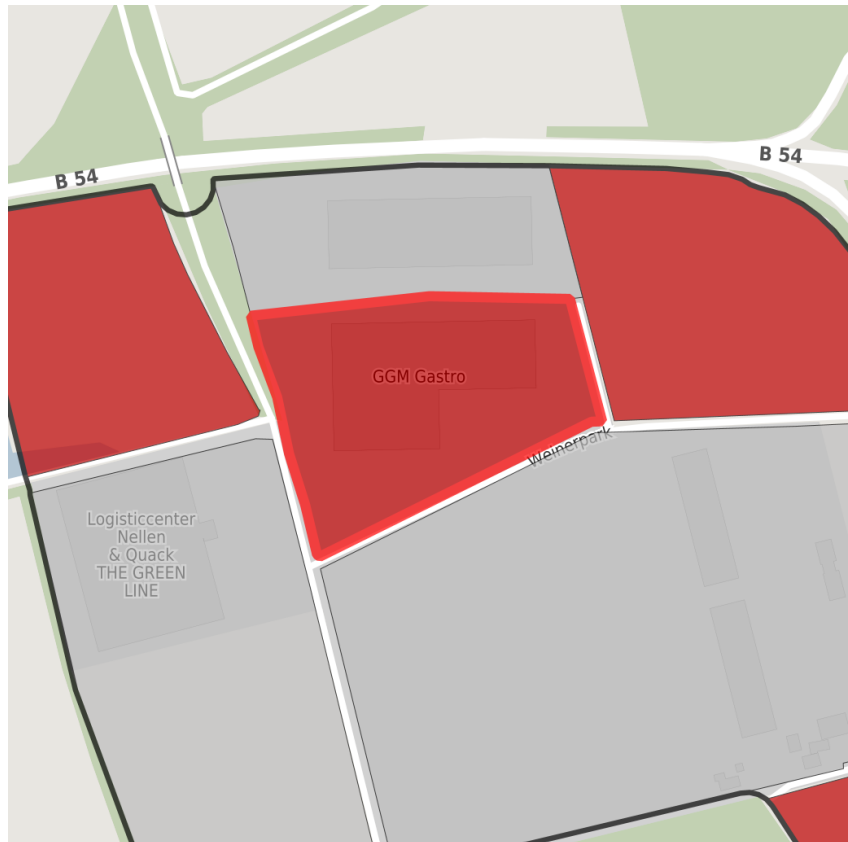 B 54
B 54
GGM Gastro
Weinerpark
Logisticcenter
Nellen
& Quack
THE GREEN
LINE